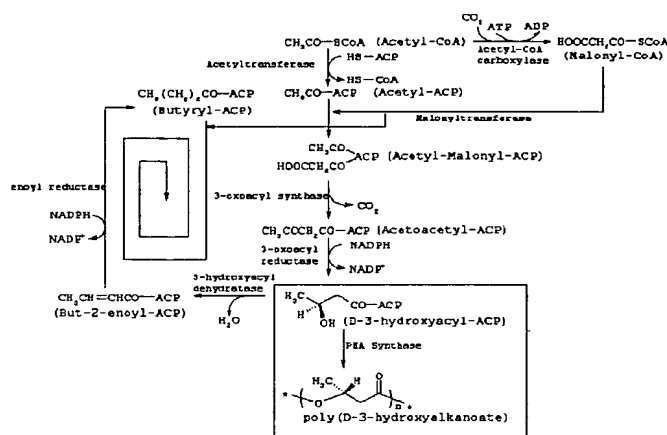 CO₂ ATP ADP
CH₃CO—SCoA (Acetyl-CoA)
Acetyl-CoA
carboxylase
HOOCCH₂CO—SCoA
(Malonyl-CoA)
Acetyltransferase
HS—ACP
HS—CoA
CH₃CO—ACP (Acetyl-ACP)
CH₃(CH₂)₂CO—ACP
(Butyryl-ACP)
Malonyltransferase
CH₃CO
HOOCCH₂CO
ACP (Acetyl-Malonyl-ACP)
enoyl reductase
3-oxoacyl synthase
CO₂
NADPH
NADP⁺
CH₃COCH₂CO—ACP (Acetoacetyl-ACP)
3-oxoacyl
reductase
NADPH
NADP⁺
3-hydroxyacyl
dehydratase
H₂O
CH₃CH=CHCO—ACP
(But-2-enoyl-ACP)
H₃C
CO—ACP
H OH
(D-3-hydroxyacyl-ACP)
PHA Synthase
H₃C H O
* ( O ) n *
poly(D-3-hydroxyalkanoate)